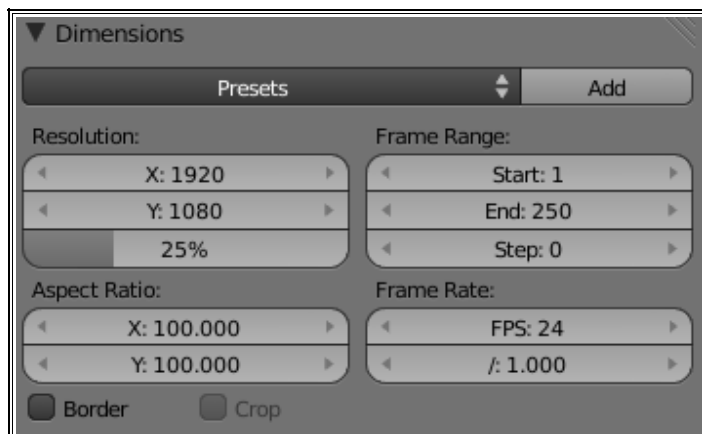 Dimensions
Presets Add
Resolution: Frame Range:
X: 1920 Start: 1
Y: 1080 End: 250
25% Step: 0
Aspect Ratio: Frame Rate:
X: 100.000 FPS: 24
Y: 100.000 /: 1.000
Border Crop